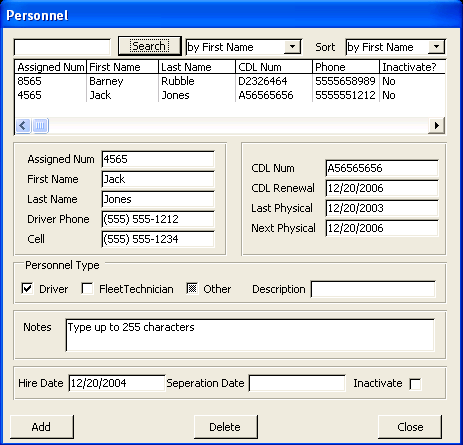 Personnel
Search by First Name Sort by First Name
Assigned Num First Name Last Name CDL Num Phone Inactivate?
8565 Barney Rubble D2326464 5555658989 No
4565 Jack Jones A56565656 5555551212 No
Assigned Num 4565
First Name Jack
Last Name Jones
Driver Phone (555) 555-1212
Cell (555) 555-1234
CDL Num A56565656
CDL Renewal 12/20/2006
Last Physical 12/20/2003
Next Physical 12/20/2006
Personnel Type
Driver FleetTechnician Other Description
Notes Type up to 255 characters
Hire Date 12/20/2004 Seperation Date Inactivate
Add Delete Close